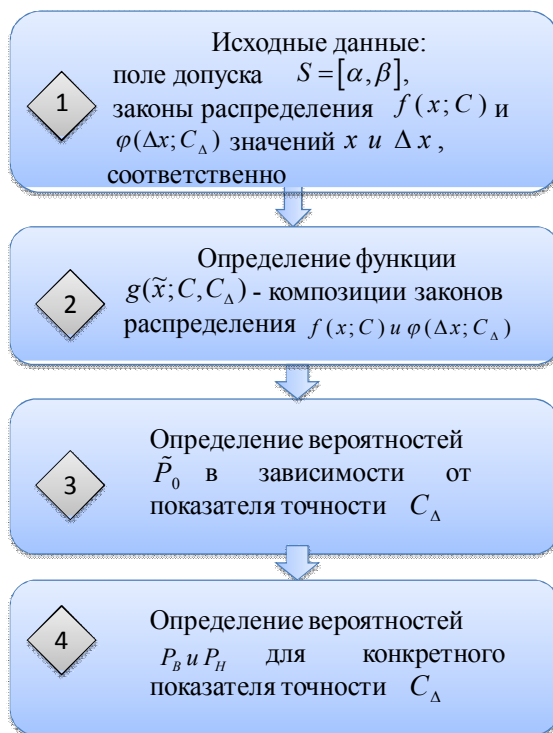 Исходные данные:
1
поле допуска S = [α, β],
законы распределения f(x;C) и
φ(Δx;C_Δ) значений x и Δx,
соответственно
Определение функции
2
g(x̃;C,C_Δ) - композиции законов
распределения f(x;C) и φ(Δx;C_Δ)
Определение вероятностей
3
P̃₀ в зависимости от
показателя точности C_Δ
Определение вероятностей
4
P_B и P_H для конкретного
показателя точности C_Δ